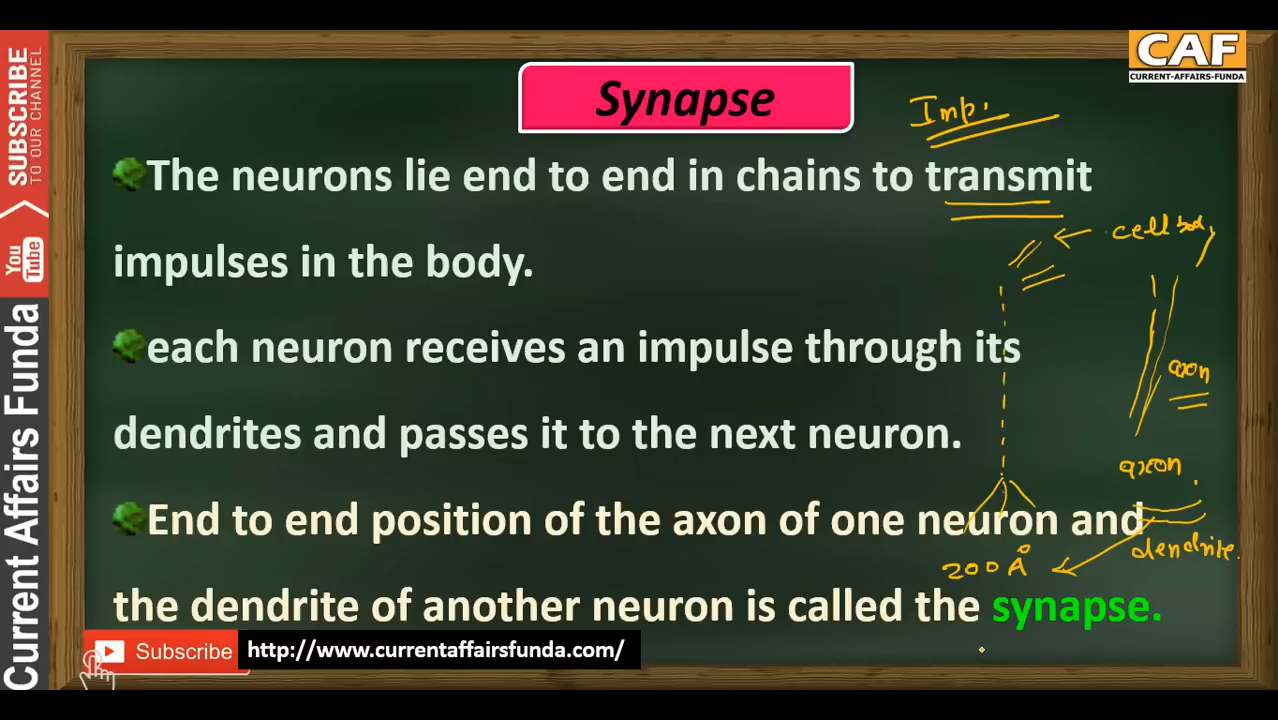 SUBSCRIBE
TO OUR CHANNEL
You
Tube
Current Affairs Funda
CAF
CURRENT-AFFAIRS-FUNDA
Synapse
Imp.
The neurons lie end to end in chains to transmit
cell body
impulses in the body.
each neuron receives an impulse through its
axon
dendrites and passes it to the next neuron.
axon
End to end position of the axon of one neuron and
dendrite.
200 Å
the dendrite of another neuron is called the synapse.
Subscribe
http://www.currentaffairsfunda.com/